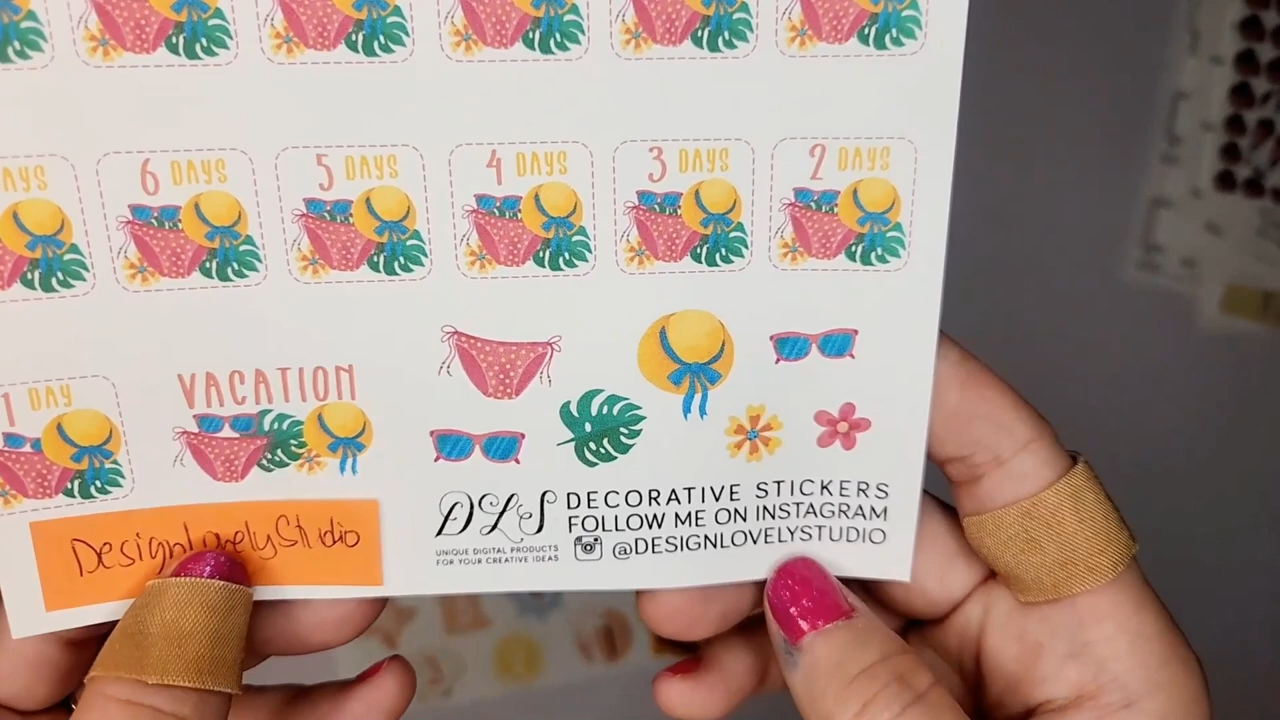 AYS
6 DAYS
5 DAYS
4 DAYS
3 DAYS
2 DAYS
1 DAY
VACATION
DesignLovelyStudio
DLS
UNIQUE DIGITAL PRODUCTS
FOR YOUR CREATIVE IDEAS
DECORATIVE STICKERS
FOLLOW ME ON INSTAGRAM
@DESIGNLOVELYSTUDIO